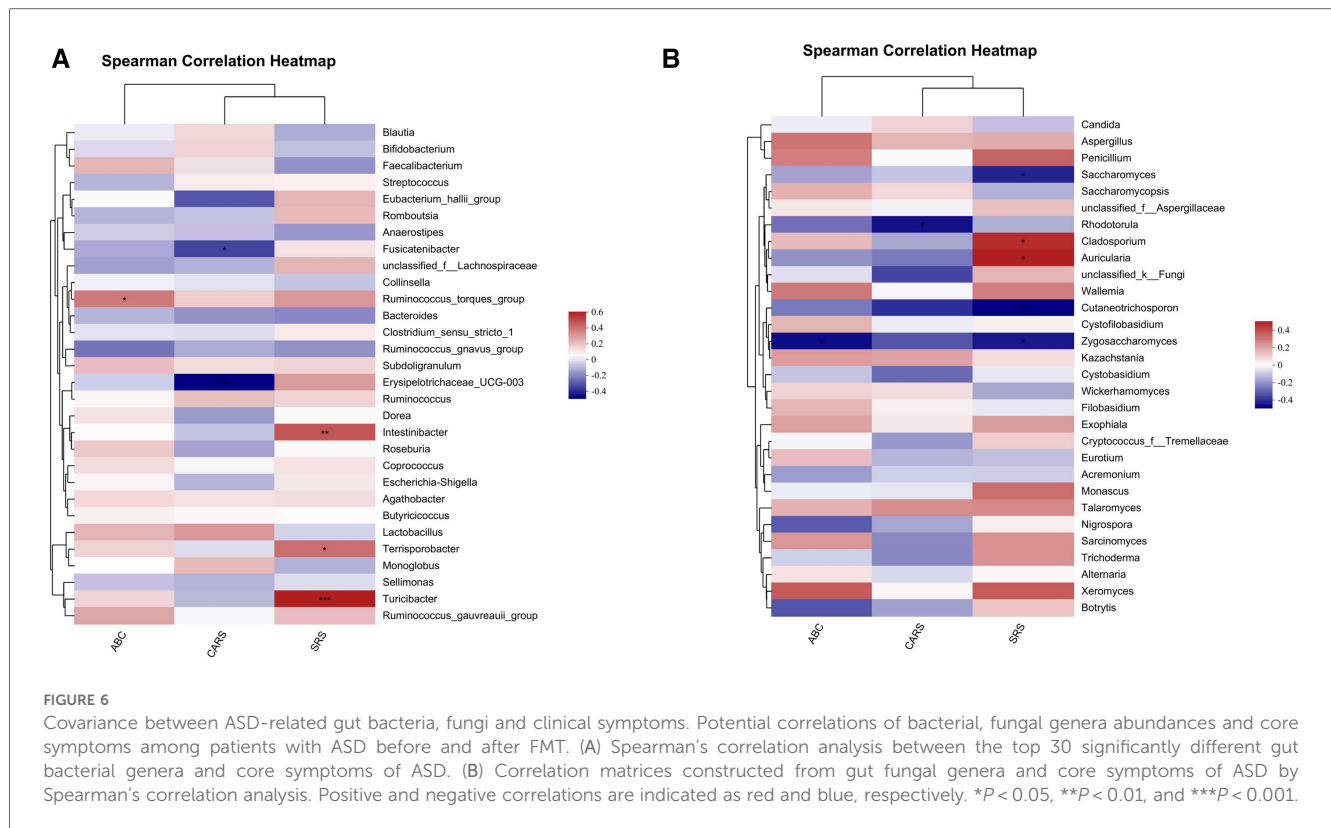 A
Spearman Correlation Heatmap
Blautia
Bifidobacterium
Faecalibacterium
Streptococcus
Eubacterium_hallii_group
Romboutsia
Anaerostipes
*
Fusicatenibacter
unclassified_f__Lachnospiraceae
Collinsella
*
Ruminococcus_torques_group
Bacteroides
Clostridium_sensu_stricto_1
Ruminococcus_gnavus_group
Subdoligranulum
Erysipelotrichaceae_UCG-003
Ruminococcus
Dorea
**
Intestinibacter
Roseburia
Coprococcus
Escherichia-Shigella
Agathobacter
Butyricicoccus
Lactobacillus
*
Terrisporobacter
Monoglobus
Sellimonas
***
Turicibacter
Ruminococcus_gauvreauii_group
0.6
0.4
0.2
0
-0.2
-0.4
ABC
CARS
SRS
B
Spearman Correlation Heatmap
Candida
Aspergillus
Penicillium
*
Saccharomyces
Saccharomycopsis
unclassified_f__Aspergillaceae
*
Rhodotorula
*
Cladosporium
*
Auricularia
unclassified_k__Fungi
Wallemia
Cutaneotrichosporon
Cystofilobasidium
* *
Zygosaccharomyces
Kazachstania
Cystobasidium
Wickerhamomyces
Filobasidium
Exophiala
Cryptococcus_f__Tremellaceae
Eurotium
Acremonium
Monascus
Talaromyces
Nigrospora
Sarcinomyces
Trichoderma
Alternaria
Xeromyces
Botrytis
0.4
0.2
0
-0.2
-0.4
ABC
CARS
SRS
FIGURE 6
Covariance between ASD-related gut bacteria, fungi and clinical symptoms. Potential correlations of bacterial, fungal genera abundances and core
symptoms among patients with ASD before and after FMT. (A) Spearman's correlation analysis between the top 30 significantly different gut
bacterial genera and core symptoms of ASD. (B) Correlation matrices constructed from gut fungal genera and core symptoms of ASD by
Spearman's correlation analysis. Positive and negative correlations are indicated as red and blue, respectively. *P < 0.05, **P < 0.01, and ***P < 0.001.